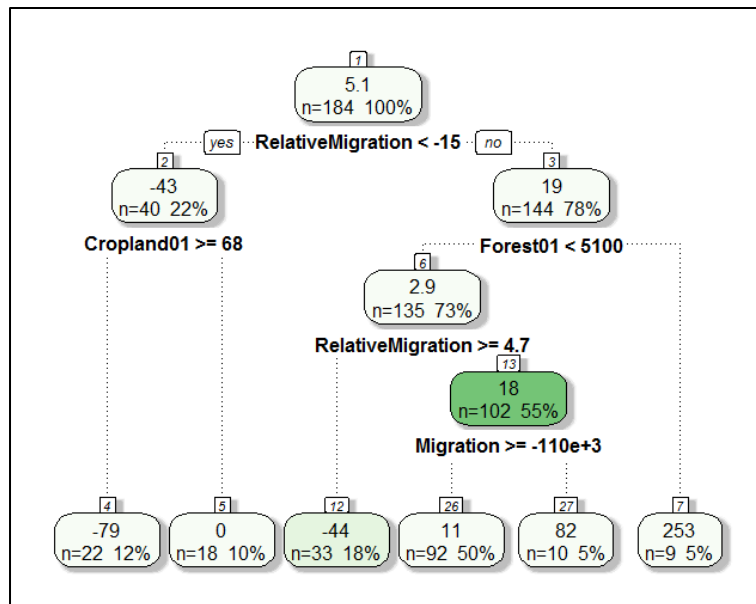 1
5.1
n=184 100%
yes RelativeMigration < -15 no
2
3
-43
n=40 22%
19
n=144 78%
Cropland01 >= 68
Forest01 < 5100
6
2.9
n=135 73%
RelativeMigration >= 4.7
13
18
n=102 55%
Migration >= -110e+3
4
5
12
26
27
7
-79
n=22 12%
0
n=18 10%
-44
n=33 18%
11
n=92 50%
82
n=10 5%
253
n=9 5%